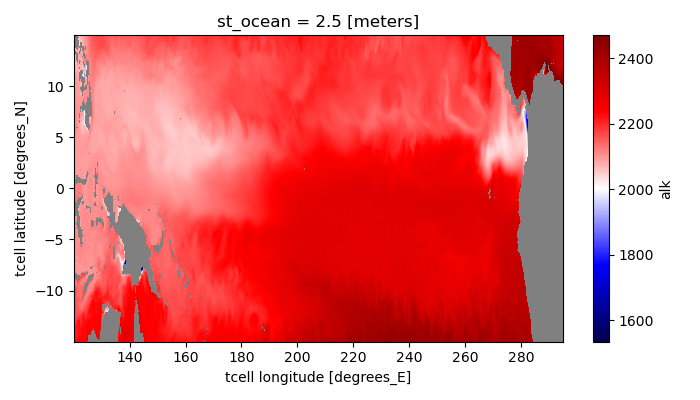 st_ocean = 2.5 [meters]
10
5
0
−5
−10
tcell latitude [degrees_N]
140 160 180 200 220 240 260 280
tcell longitude [degrees_E]
2400
2200
2000
1800
1600
alk